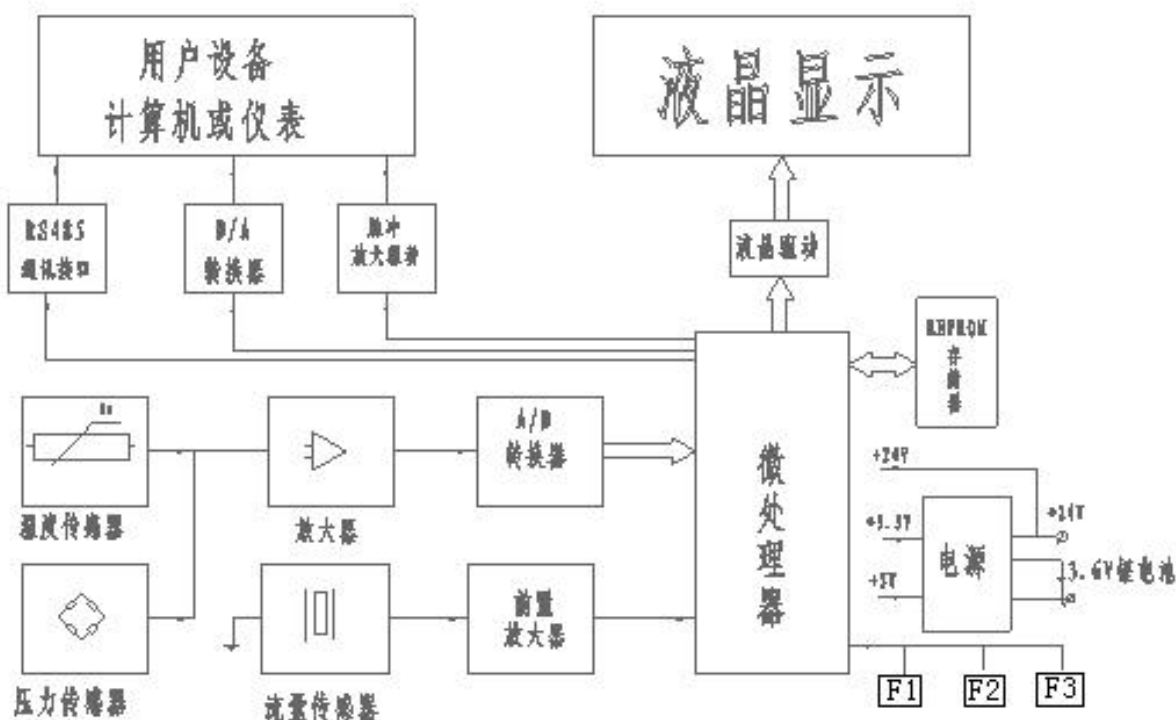 用户设备
计算机或仪表
液晶显示
RS485
通讯接口
D/A
转换器
脉冲
放大驱动
液晶驱动
存储器
A/D
转换器
微处理器
+24V
+3.3V
+5V
电源
+24V
3.6V锂电池
温度传感器
放大器
前置
放大器
压力传感器
流量传感器
F1
F2
F3